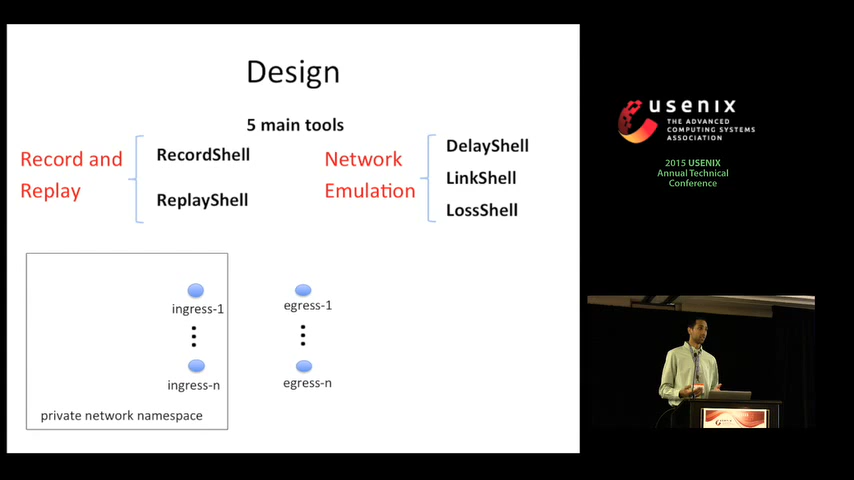 Design
5 main tools
Record and
Replay
RecordShell
ReplayShell
Network
Emulation
DelayShell
LinkShell
LossShell
ingress-1
ingress-n
private network namespace
egress-1
egress-n
usenix
THE ADVANCED
COMPUTING SYSTEMS
ASSOCIATION
2015 USENIX
Annual Technical
Conference